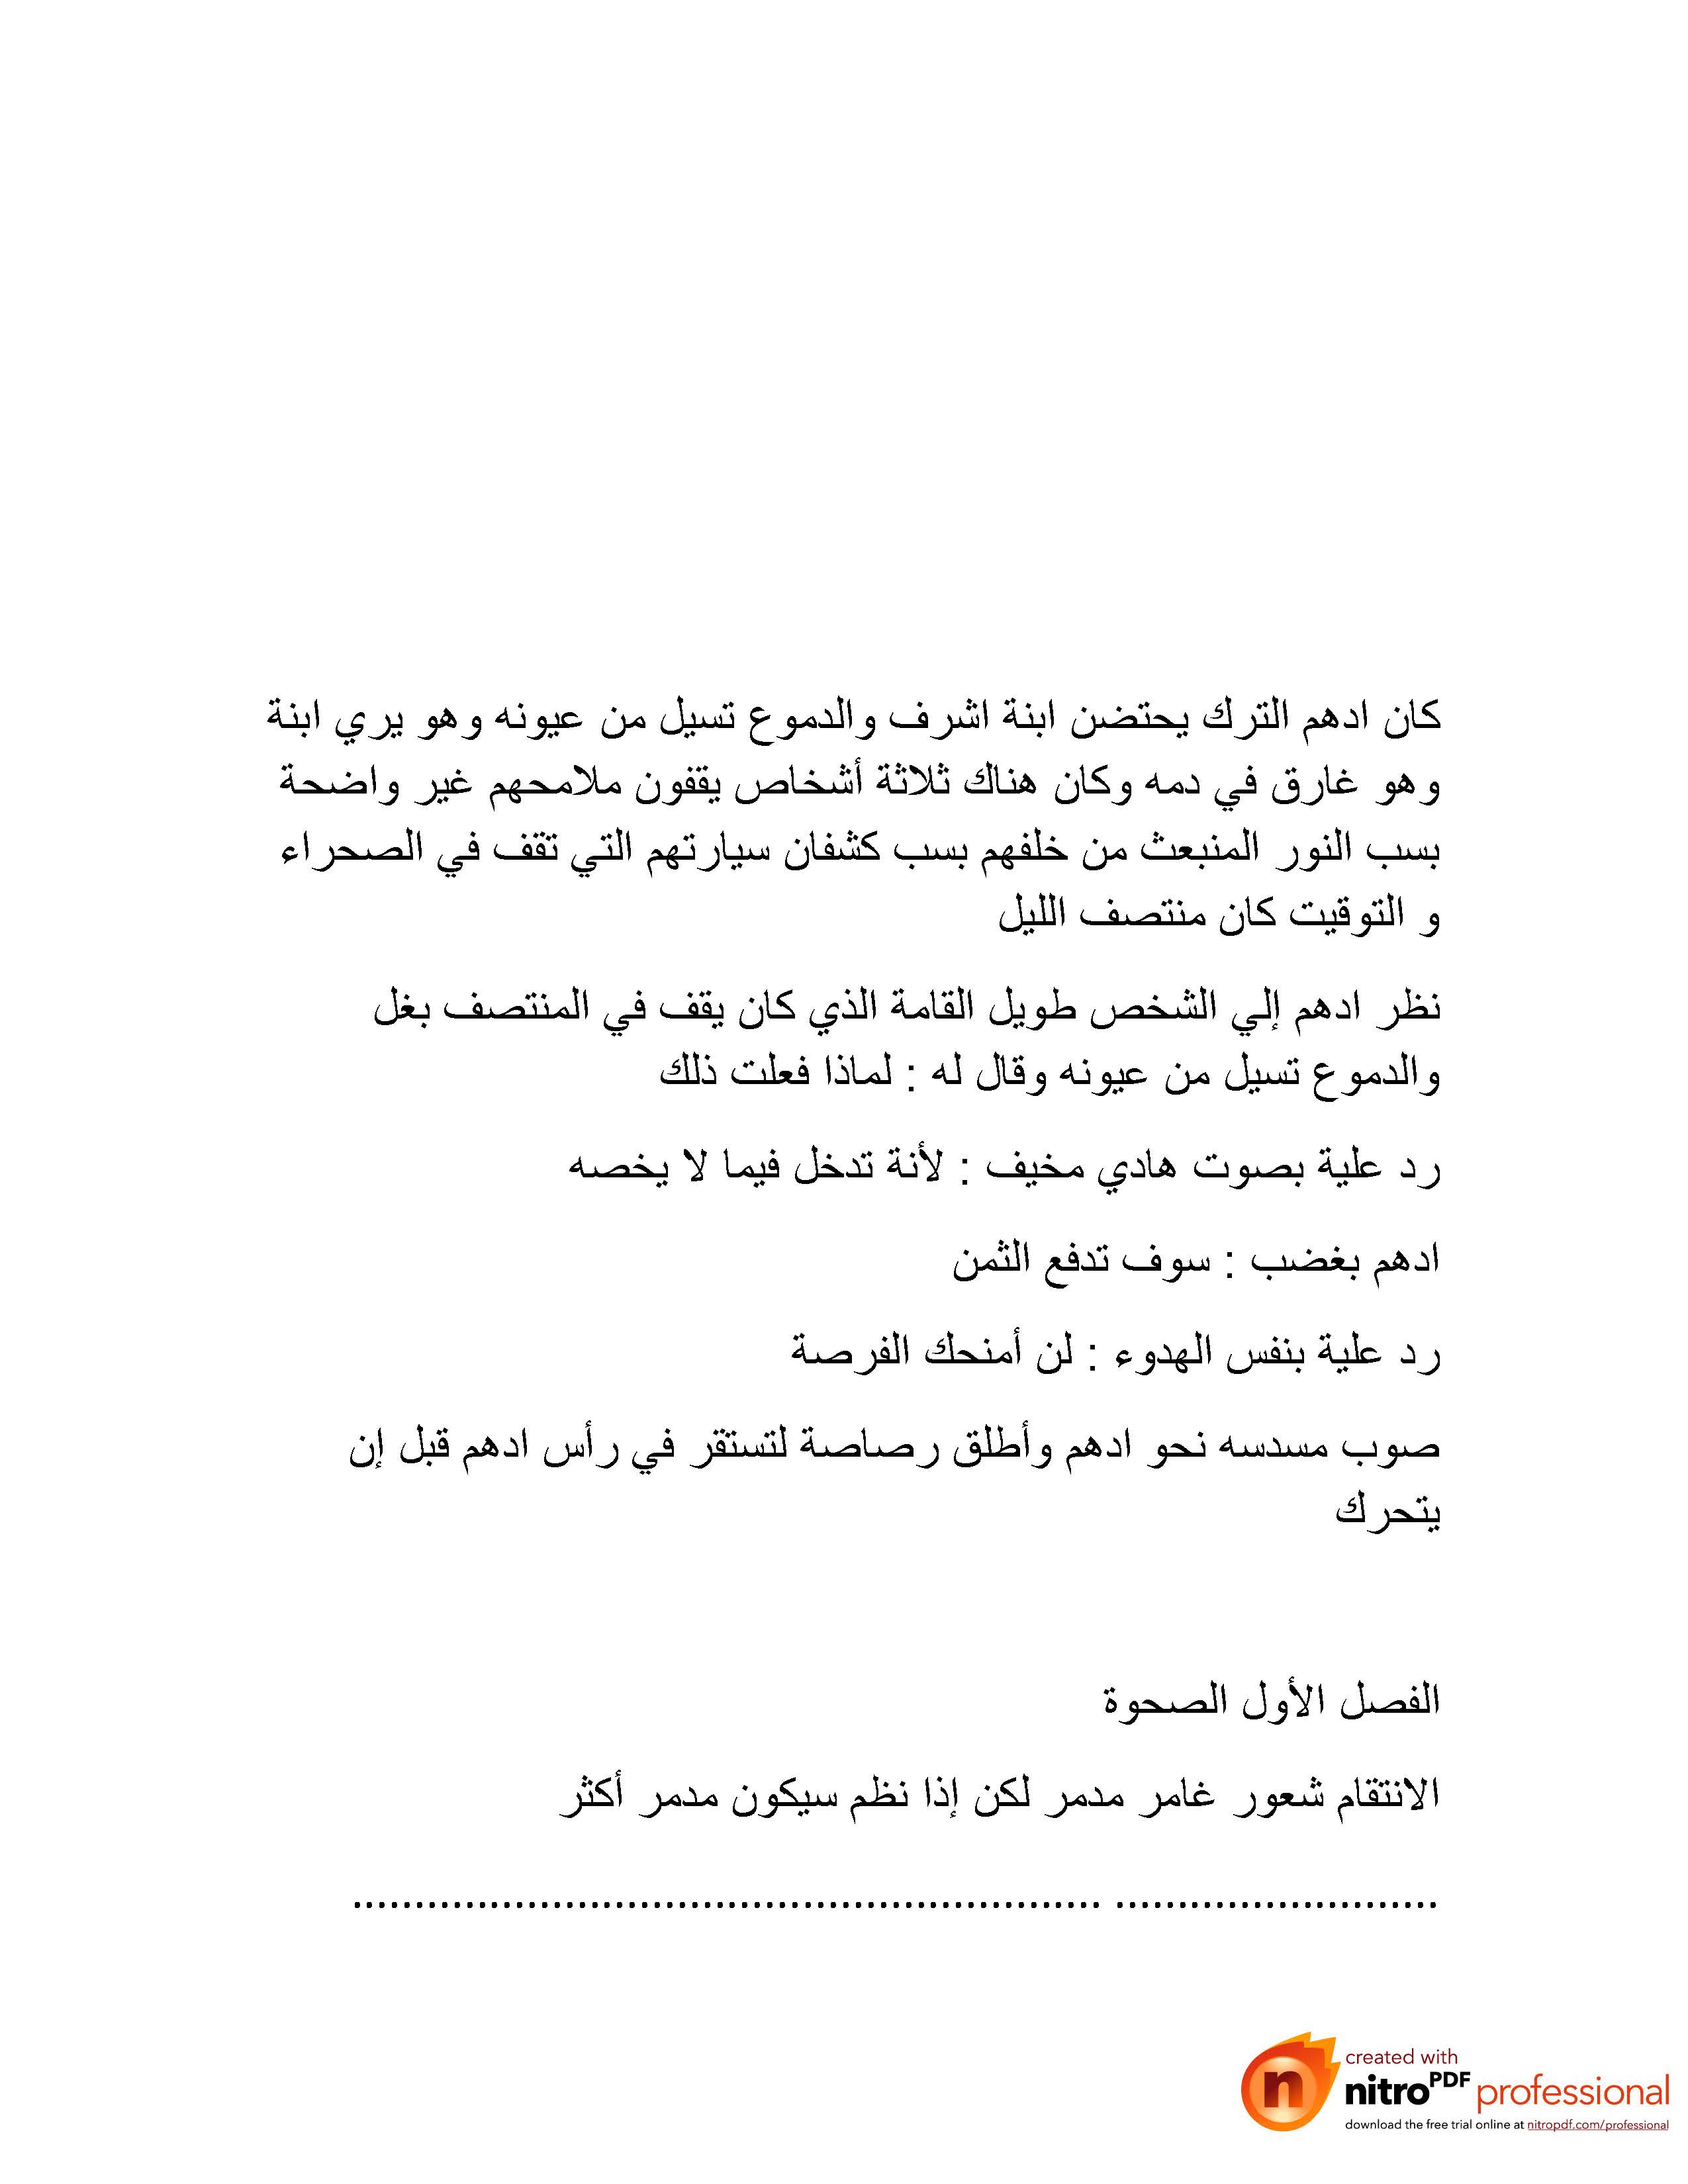 كان ادهم الترك يحتضن ابنة اشرف والدموع تسيل من عيونه وهو يري ابنة
وهو غارق في دمه وكان هناك ثلاثة أشخاص يقفون ملامحهم غير واضحة
بسب النور المنبعث من خلفهم بسب كشفان سيارتهم التي تقف في الصحراء
و التوقيت كان منتصف الليل
نظر ادهم إلي الشخص طويل القامة الذي كان يقف في المنتصف بغل
والدموع تسيل من عيونه وقال له : لماذا فعلت ذلك
رد علية بصوت هادي مخيف : لأنة تدخل فيما لا يخصه
ادهم بغضب : سوف تدفع الثمن
رد علية بنفس الهدوء : لن أمنحك الفرصة
صوب مسدسه نحو ادهم وأطلق رصاصة لتستقر في رأس ادهم قبل إن
يتحرك
الفصل الأول الصحوة
الانتقام شعور غامر مدمر لكن إذا نظم سيكون مدمر أكثر
.......................... ............................................................
created with
nitroPDF professional
download the free trial online at nitropdf.com/professional